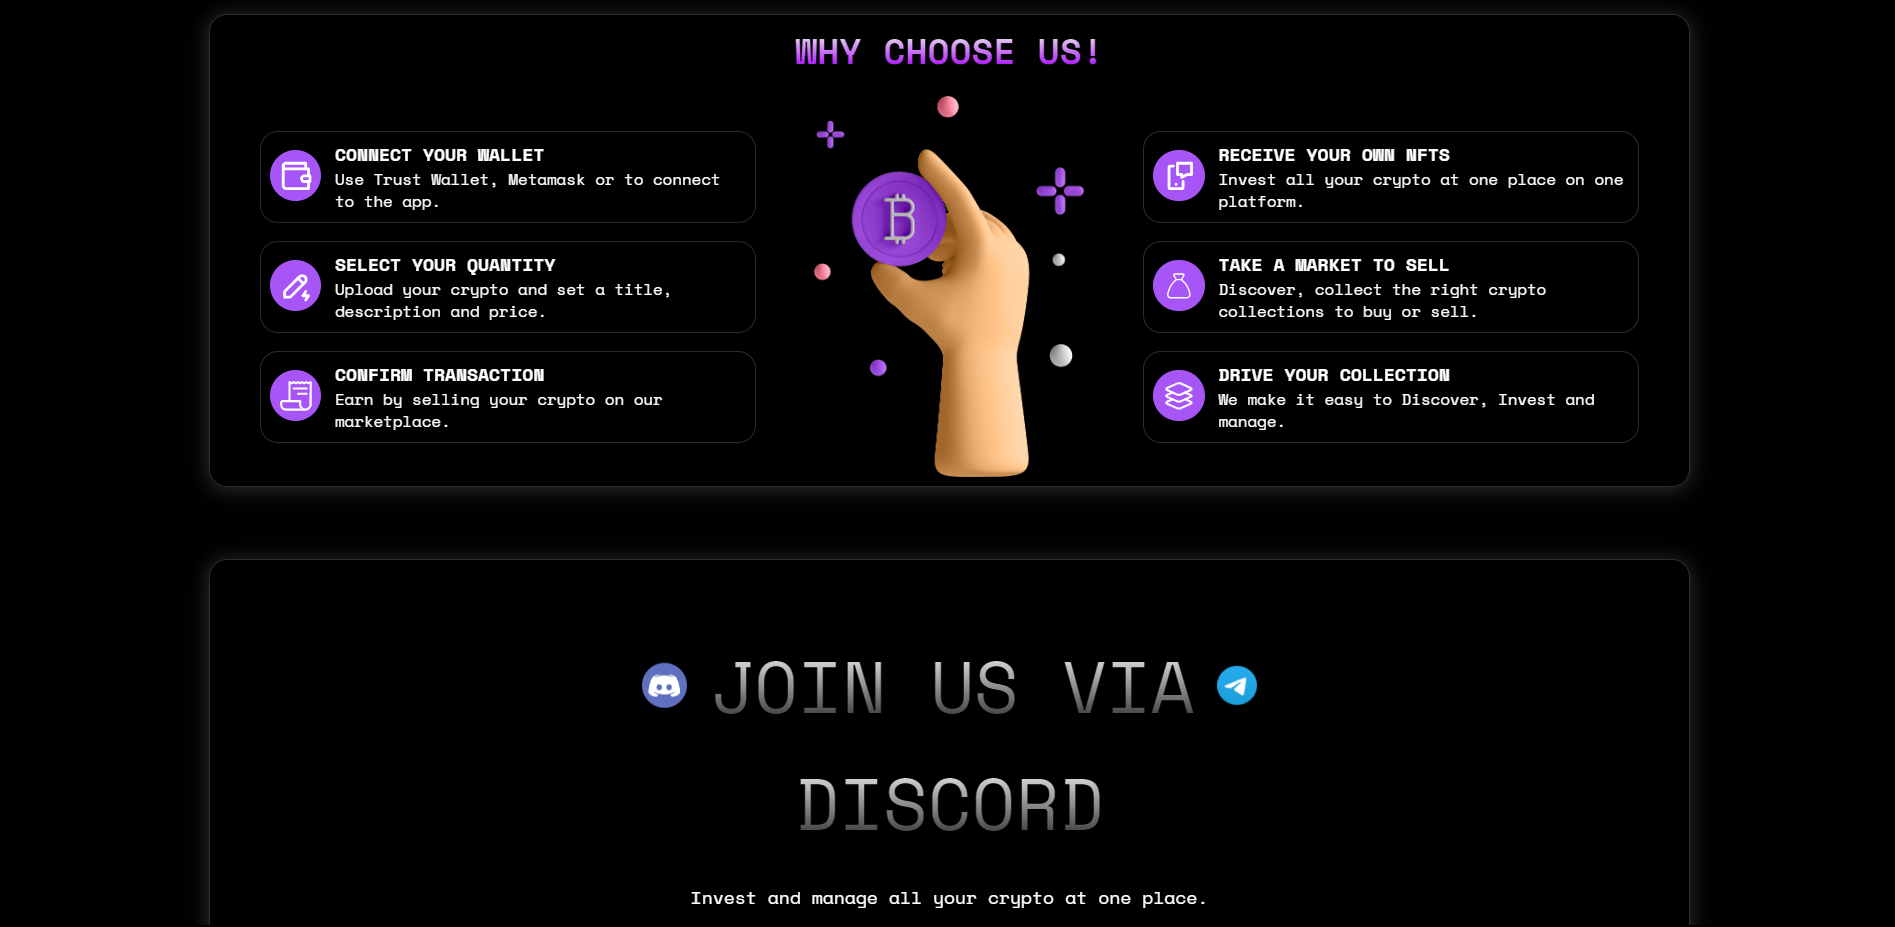 WHY CHOOSE US!
CONNECT YOUR WALLET
Use Trust Wallet, Metamask or to connect
to the app.
SELECT YOUR QUANTITY
Upload your crypto and set a title,
description and price.
CONFIRM TRANSACTION
Earn by selling your crypto on our
marketplace.
B
RECEIVE YOUR OWN NFTS
Invest all your crypto at one place on one
platform.
TAKE A MARKET TO SELL
Discover, collect the right crypto
collections to buy or sell.
DRIVE YOUR COLLECTION
We make it easy to Discover, Invest and
manage.
JOIN US VIA
DISCORD
Invest and manage all your crypto at one place.